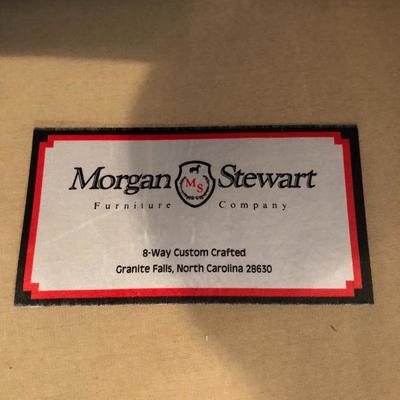 Morgan MS Stewart
Furniture Company
8-Way Custom Crafted
Granite Falls, North Carolina 28630